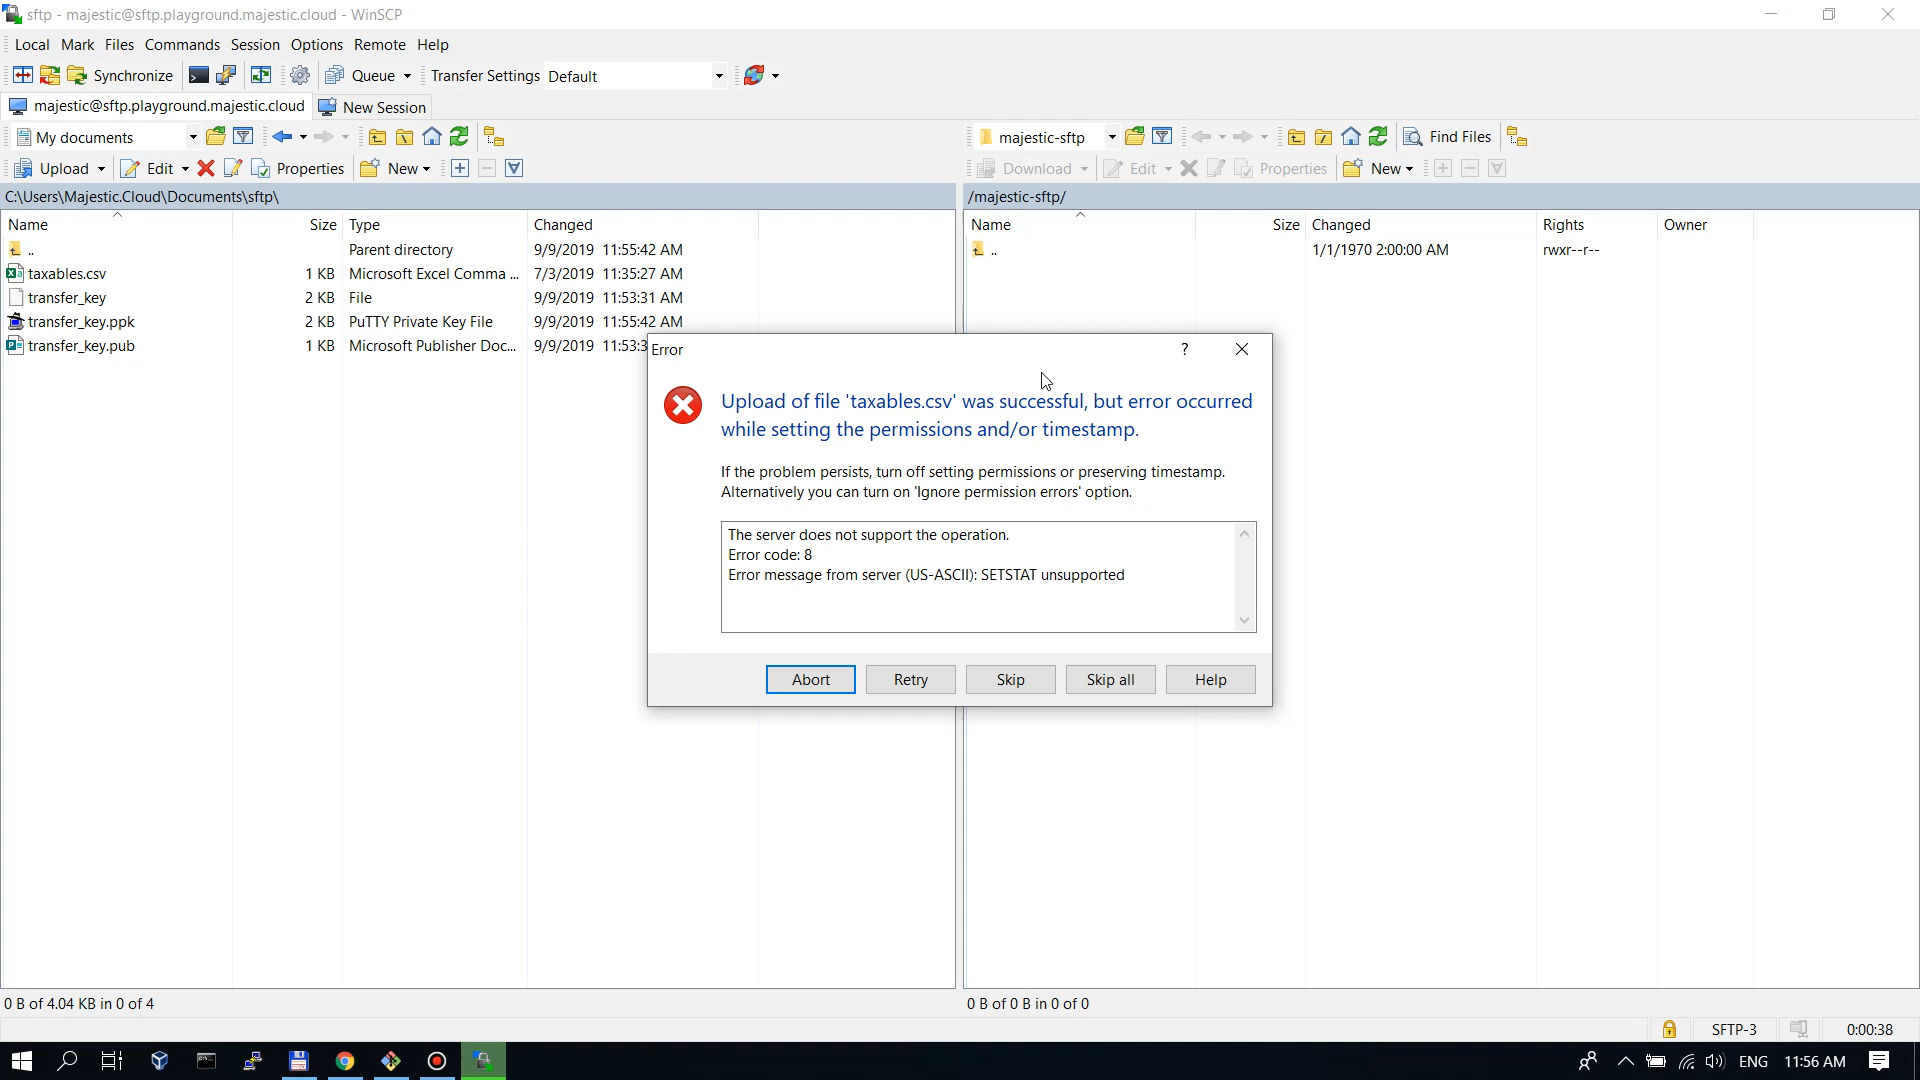 sftp - majestic@sftp.playground.majestic.cloud - WinSCP
Local Mark Files Commands Session Options Remote Help
Synchronize Queue Transfer Settings Default
majestic@sftp.playground.majestic.cloud New Session
My documents
majestic-sftp Find Files
Upload Edit Properties New
Download Edit Properties New
C:\Users\Majestic.Cloud\Documents\sftp\
/majestic-sftp/
Name Size Type Changed
.. Parent directory 9/9/2019 11:55:42 AM
taxables.csv 1 KB Microsoft Excel Comma ... 7/3/2019 11:35:27 AM
transfer_key 2 KB File 9/9/2019 11:53:31 AM
transfer_key.ppk 2 KB PuTTY Private Key File 9/9/2019 11:55:42 AM
transfer_key.pub 1 KB Microsoft Publisher Doc... 9/9/2019 11:53:3
Name Size Changed Rights Owner
.. 1/1/1970 2:00:00 AM rwxr--r--
Error ?
Upload of file 'taxables.csv' was successful, but error occurred
while setting the permissions and/or timestamp.
If the problem persists, turn off setting permissions or preserving timestamp.
Alternatively you can turn on 'Ignore permission errors' option.
The server does not support the operation.
Error code: 8
Error message from server (US-ASCII): SETSTAT unsupported
Abort Retry Skip Skip all Help
0 B of 4.04 KB in 0 of 4
0 B of 0 B in 0 of 0
SFTP-3 0:00:38
ENG 11:56 AM